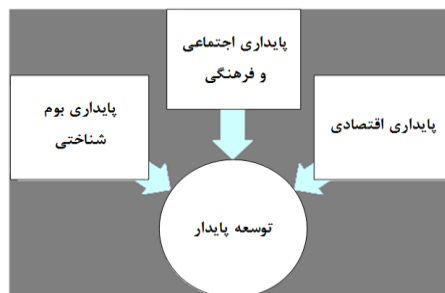 پایداری اجتماعی
و فرهنگی
پایداری اقتصادی
پایداری بوم
شناختی
توسعه پایدار